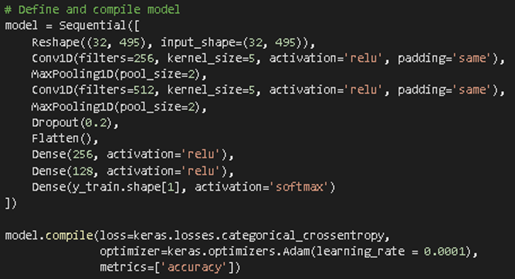 # Define and compile model
model = Sequential([
    Reshape((32, 495), input_shape=(32, 495)),
    Conv1D(filters=256, kernel_size=5, activation='relu', padding='same'),
    MaxPooling1D(pool_size=2),
    Conv1D(filters=512, kernel_size=5, activation='relu', padding='same'),
    MaxPooling1D(pool_size=2),
    Dropout(0.2),
    Flatten(),
    Dense(256, activation='relu'),
    Dense(128, activation='relu'),
    Dense(y_train.shape[1], activation='softmax')
])
model.compile(loss=keras.losses.categorical_crossentropy,
              optimizer=keras.optimizers.Adam(learning_rate = 0.0001),
              metrics=['accuracy'])